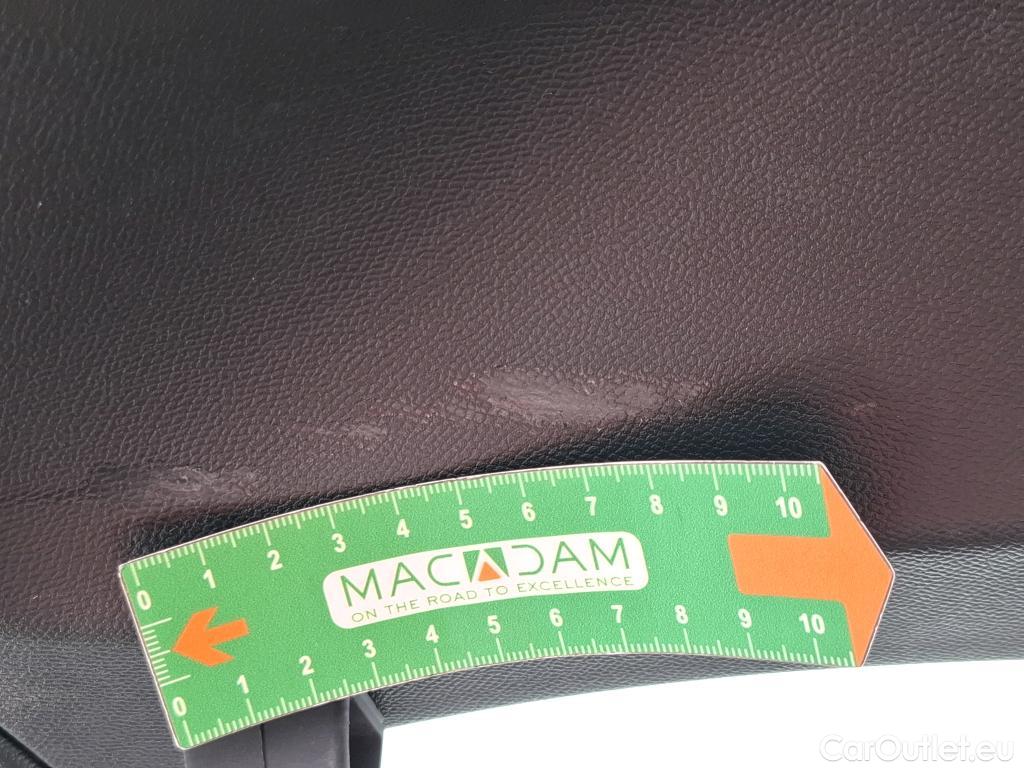 0 1 2 3 4 5 6 7 8 9 10
MACADAM
ON THE ROAD TO EXCELLENCE
0 1 2 3 4 5 6 7 8 9 10
CarOutlet.eu